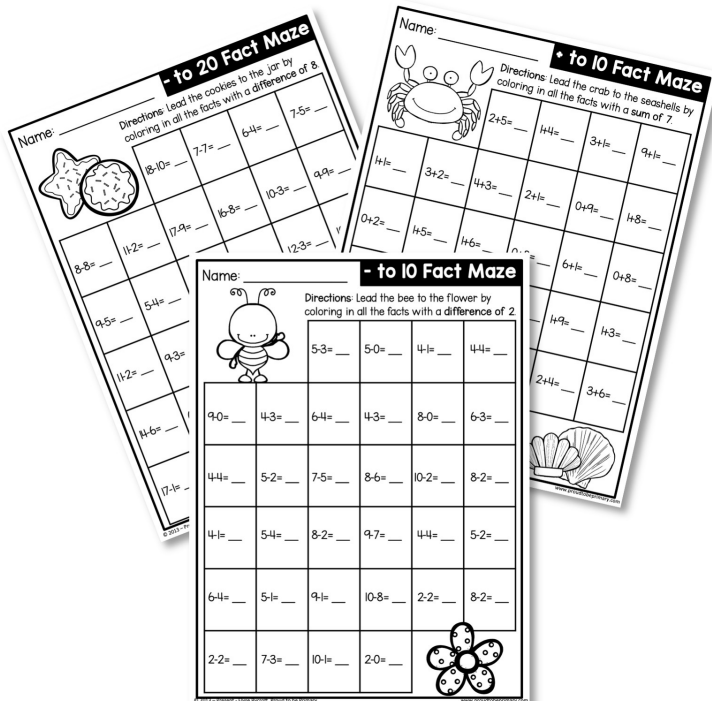 - to 20 Fact Maze
Name:
Directions: Lead the cookies to the jar by
coloring in all the facts with a difference of 8.
18-10= __ 7-7= __ 6-4= __ 7-5= __
8-8= __ 11-2= __ 17-9= __ 16-8= __ 10-3= __ 9-9= __
9-5= __ 5-4= __ 12-3= __
11-2= __ 9-3= __
14-6= __
17-1= __
Name:
+ to 10 Fact Maze
Directions: Lead the crab to the seashells by
coloring in all the facts with a sum of 7.
2+5= __ 1+4= __ 3+1= __ 9+1= __
1+1= __ 3+2= __ 4+3= __ 2+1= __ 0+9= __ 1+8= __
0+2= __ 1+5= __ 1+6= __ 6+1= __ 0+8= __
1+9= __ 1+3= __
2+4= __ 3+6= __
www.proudtobeprimary.com
Name:
- to 10 Fact Maze
Directions: Lead the bee to the flower by
coloring in all the facts with a difference of 2.
5-3= __ 5-0= __ 4-1= __ 4-4= __
9-0= __ 4-3= __ 6-4= __ 4-3= __ 8-0= __ 6-3= __
4-4= __ 5-2= __ 7-5= __ 8-6= __ 10-2= __ 8-2= __
4-1= __ 5-4= __ 8-2= __ 9-7= __ 4-4= __ 5-2= __
6-4= __ 5-1= __ 9-1= __ 10-8= __ 2-2= __ 8-2= __
2-2= __ 7-3= __ 10-1= __ 2-0= __